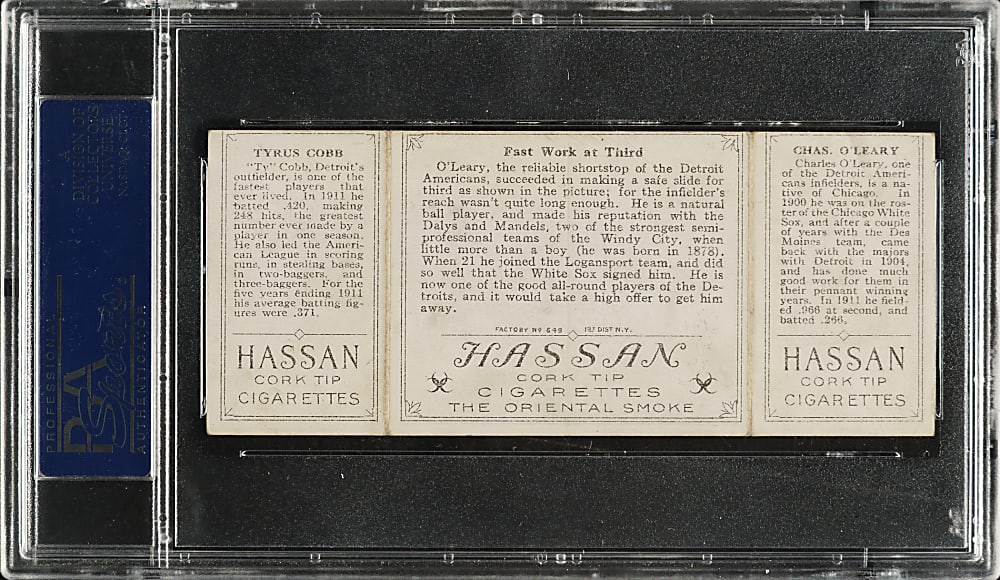 A
DIVISION OF
COLLECTORS
UNIVERSE
NASDAQ: CLCT
PSA
Sports
PROFESSIONAL
AUTHENTICATOR
TYRUS COBB
"Ty" Cobb, Detroit's
outfielder, is one of the
fastest players that
ever lived. In 1911 he
batted .420, making
248 hits, the greatest
number ever made by a
player in one season.
He also led the Ameri-
can League in scoring
runs, in stealing bases,
in two-baggers, and
three-baggers. For the
five years ending 1911
his average batting fig-
ures were .371.
HASSAN
CORK TIP
CIGARETTES
Fast Work at Third
O'Leary, the reliable shortstop of the Detroit
Americans, succeeded in making a safe slide for
third as shown in the picture; for the infielder's
reach wasn't quite long enough. He is a natural
ball player, and made his reputation with the
Dalys and Mandels, two of the strongest semi-
professional teams of the Windy City, when
little more than a boy (he was born in 1878).
When 21 he joined the Logansport team, and did
so well that the White Sox signed him. He is
now one of the good all-round players of the De-
troits, and it would take a high offer to get him
away.
FACTORY Nº 649 1ST DIST N.Y.
HASSAN
CORK TIP
CIGARETTES
THE ORIENTAL SMOKE
CHAS. O'LEARY
Charles O'Leary, one
of the Detroit Ameri-
cans infielders, is a na-
tive of Chicago. In
1900 he was on the ros-
ter of the Chicago White
Sox, and after a couple
of years with the Des
Moines team, came
back with the majors
with Detroit in 1904,
and has done much
good work for them in
their pennant winning
years. In 1911 he field-
ed .966 at second, and
batted .266.
HASSAN
CORK TIP
CIGARETTES